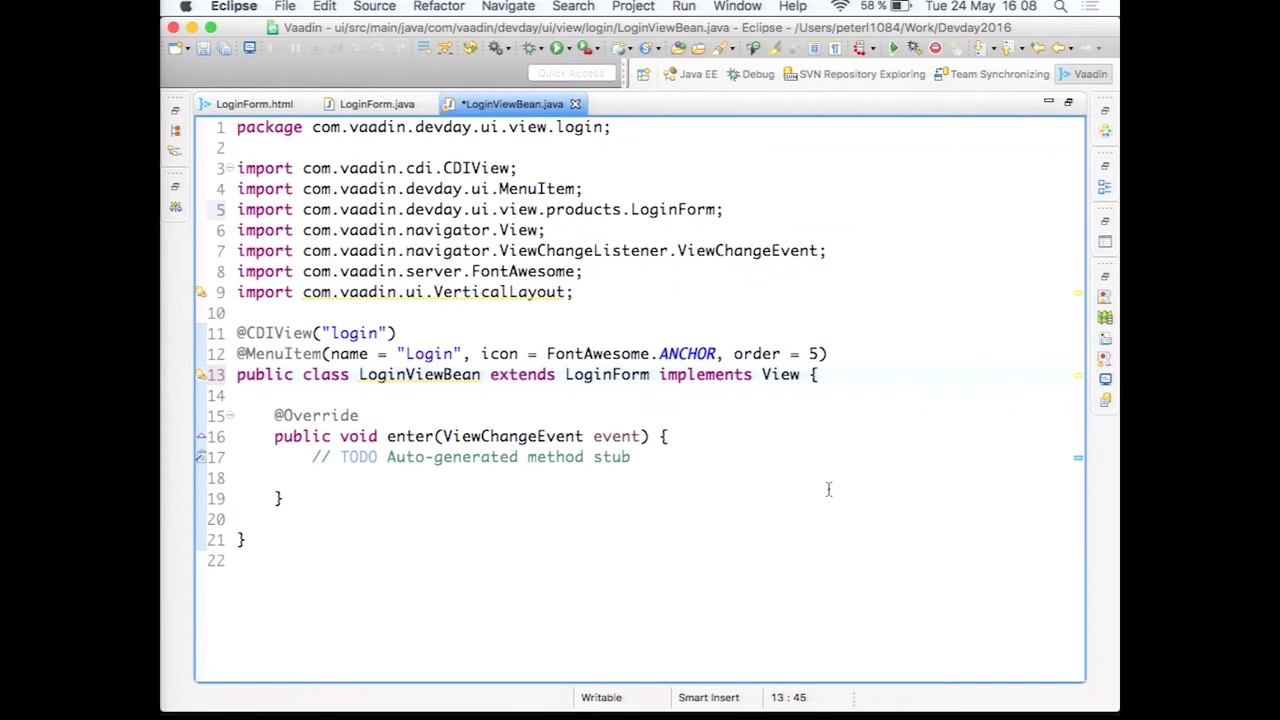 Eclipse File Edit Source Refactor Navigate Search Project Run Window Help 58% Tue 24 May 16 08
Vaadin - ui/src/main/java/com/vaadin/devday/ui/view/login/LoginViewBean.java - Eclipse - /Users/peterl1084/Work/Devday2016
Quick Access Java EE Debug SVN Repository Exploring Team Synchronizing Vaadin
LoginForm.html LoginForm.java *LoginViewBean.java
1 package com.vaadin.devday.ui.view.login;
2
3 import com.vaadin.cdi.CDIView;
4 import com.vaadin.devday.ui.MenuItem;
5 import com.vaadin.devday.ui.view.products.LoginForm;
6 import com.vaadin.navigator.View;
7 import com.vaadin.navigator.ViewChangeListener.ViewChangeEvent;
8 import com.vaadin.server.FontAwesome;
9 import com.vaadin.ui.VerticalLayout;
10
11 @CDIView("login")
12 @MenuItem(name = "Login", icon = FontAwesome.ANCHOR, order = 5)
13 public class LoginViewBean extends LoginForm implements View {
14
15 @Override
16 public void enter(ViewChangeEvent event) {
17 // TODO Auto-generated method stub
18
19 }
20
21 }
22
Writable Smart Insert 13 : 45